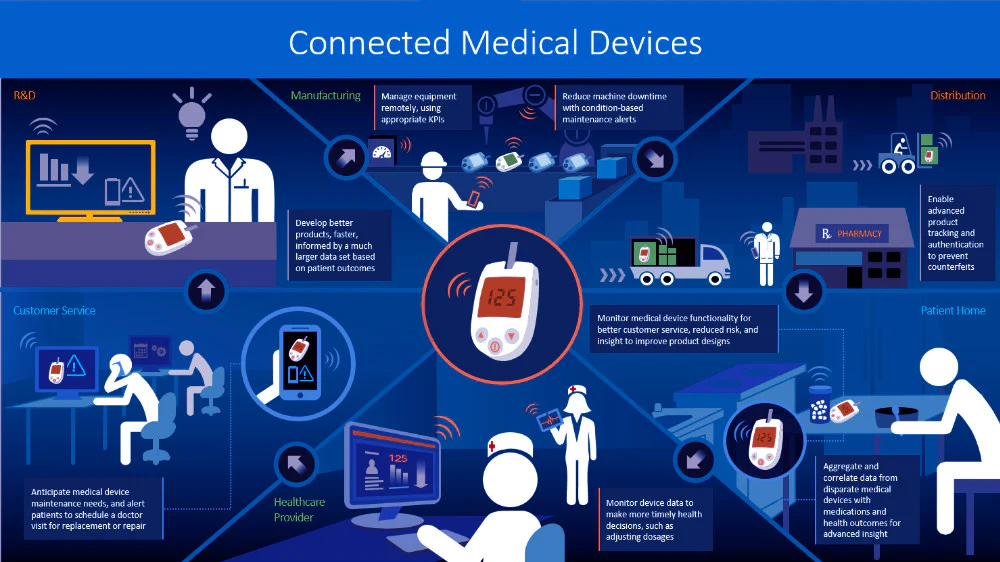 Connected Medical Devices
R&D
Manufacturing
Manage equipment
remotely, using
appropriate KPIs
Reduce machine downtime
with condition-based
maintenance alerts
Distribution
Develop better
products, faster,
informed by a much
larger data set based
on patient outcomes
Enable
advanced
product
tracking and
authentication
to prevent
counterfeits
Rx PHARMACY
125
Customer Service
Monitor medical device functionality for
better customer service, reduced risk, and
insight to improve product designs
Patient Home
125
125
Anticipate medical device
maintenance needs, and alert
patients to schedule a doctor
visit for replacement or repair
Healthcare
Provider
Monitor device data to
make more timely health
decisions, such as
adjusting dosages
Aggregate and
correlate data from
disparate medical
devices with
medications and
health outcomes for
advanced insight